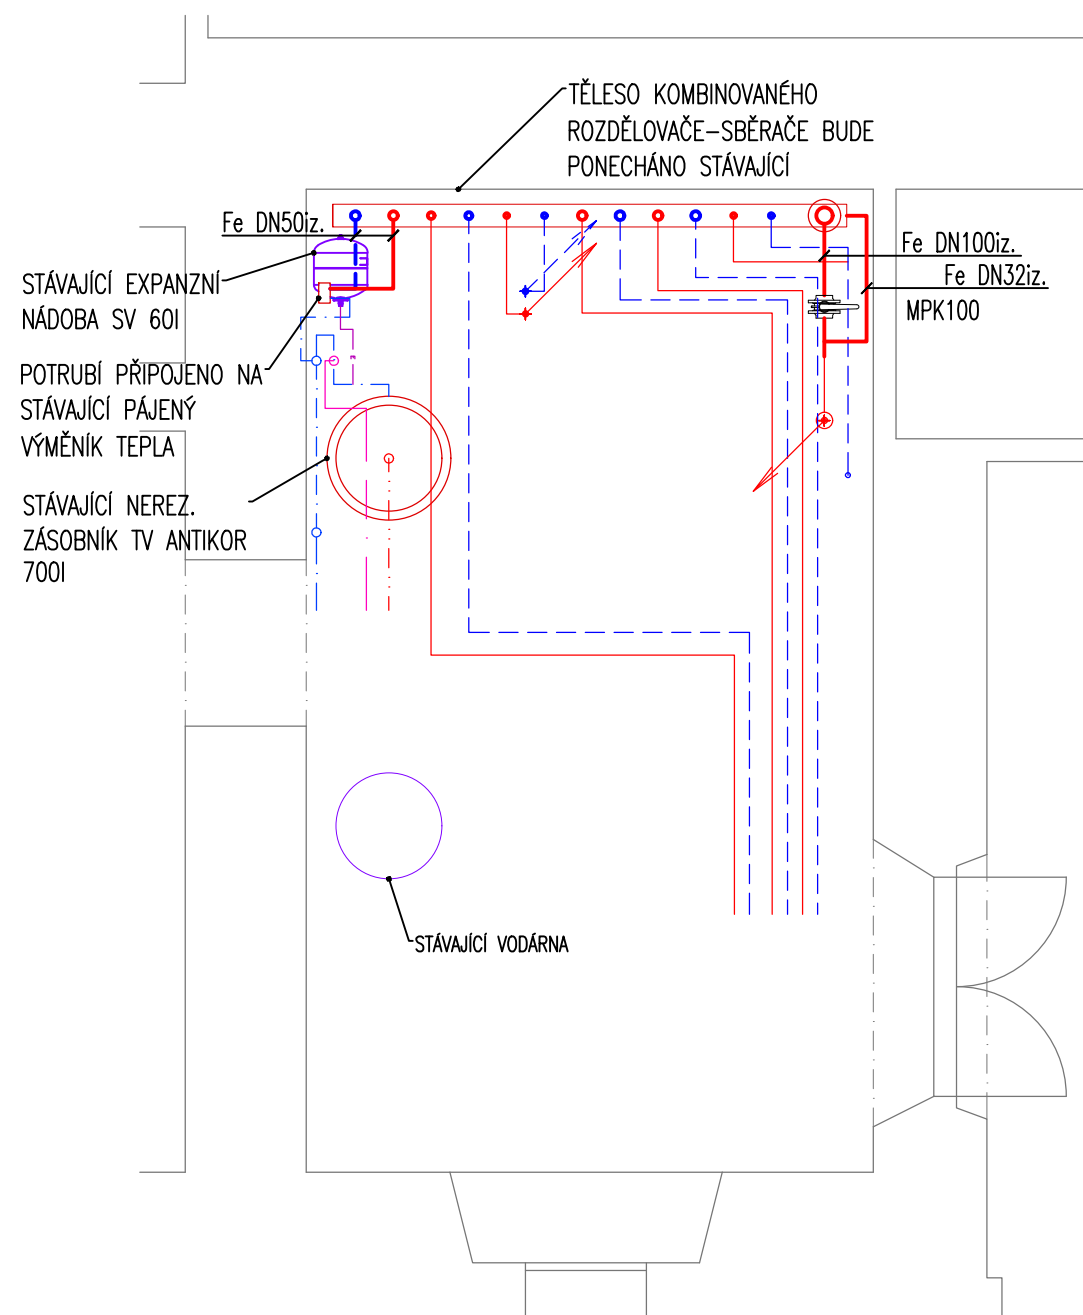 TĚLESO KOMBINOVANÉHO
ROZDĚLOVAČE-SBĚRAČE BUDE
PONECHÁNO STÁVAJÍCÍ
Fe DN50iz.
Fe DN100iz.
Fe DN32iz.
MPK100
STÁVAJÍCÍ EXPANZNÍ
NÁDOBA SV 60l
POTRUBÍ PŘIPOJENO NA
STÁVAJÍCÍ PÁJENÝ
VÝMĚNÍK TEPLA
STÁVAJÍCÍ NEREZ.
ZÁSOBNÍK TV ANTIKOR
700l
STÁVAJÍCÍ VODÁRNA